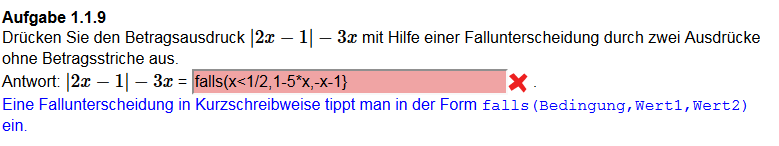 Aufgabe 1.1.9
Drücken Sie den Betragsausdruck |2x − 1| − 3x mit Hilfe einer Fallunterscheidung durch zwei Ausdrücke
ohne Betragsstriche aus.
Antwort: |2x − 1| − 3x = falls(x<1/2,1-5*x,-x-1} .
Eine Fallunterscheidung in Kurzschreibweise tippt man in der Form falls(Bedingung,Wert1,Wert2)
ein.